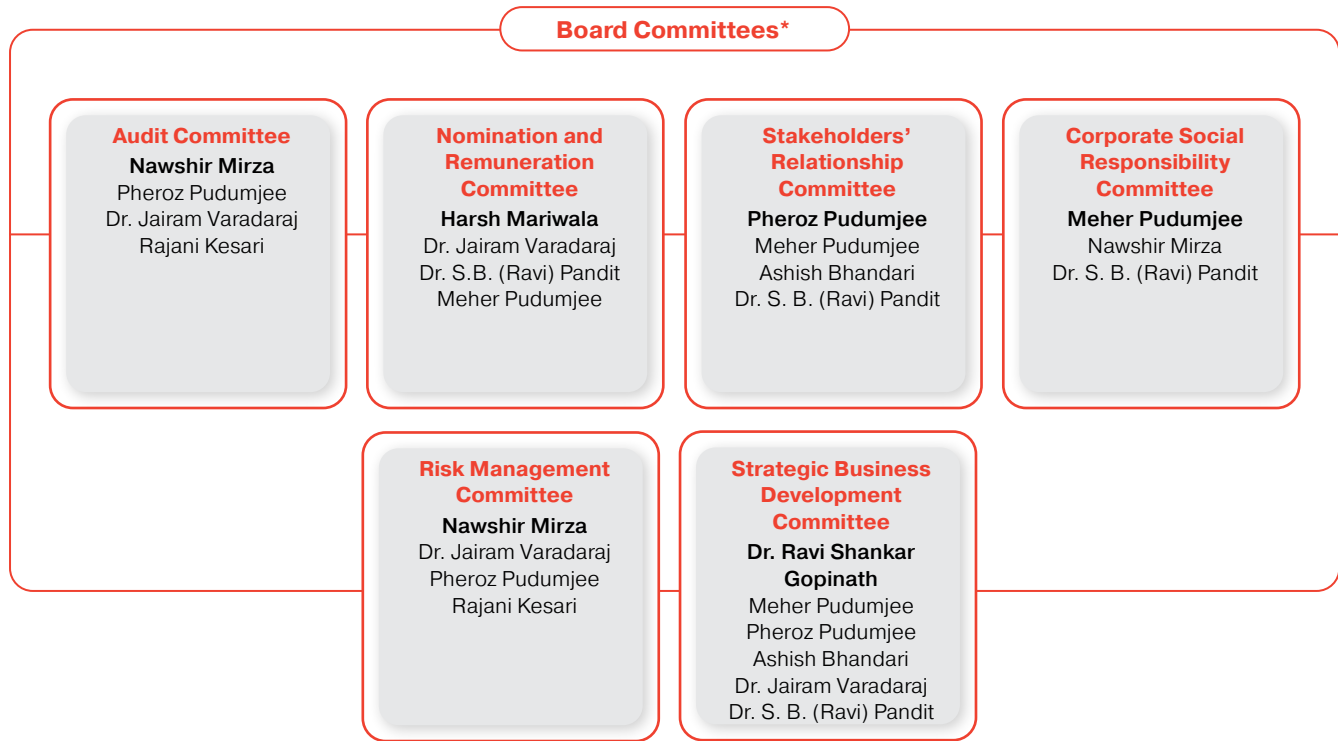 Board Committees*
Audit Committee
Nawshir Mirza
Pheroz Pudumjee
Dr. Jairam Varadaraj
Rajani Kesari
Nomination and
Remuneration
Committee
Harsh Mariwala
Dr. Jairam Varadaraj
Dr. S.B. (Ravi) Pandit
Meher Pudumjee
Stakeholders’
Relationship
Committee
Pheroz Pudumjee
Meher Pudumjee
Ashish Bhandari
Dr. S. B. (Ravi) Pandit
Corporate Social
Responsibility
Committee
Meher Pudumjee
Nawshir Mirza
Dr. S. B. (Ravi) Pandit
Risk Management
Committee
Nawshir Mirza
Dr. Jairam Varadaraj
Pheroz Pudumjee
Rajani Kesari
Strategic Business
Development
Committee
Dr. Ravi Shankar
Gopinath
Meher Pudumjee
Pheroz Pudumjee
Ashish Bhandari
Dr. Jairam Varadaraj
Dr. S. B. (Ravi) Pandit